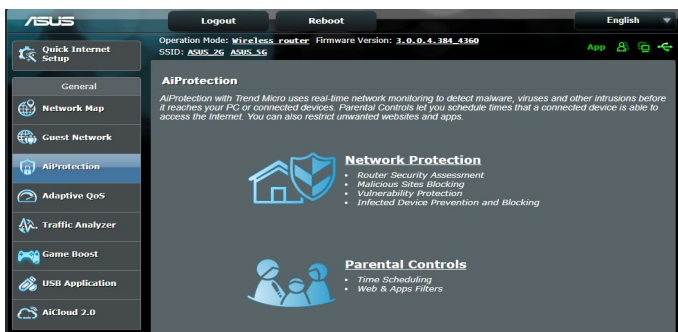 ASUS
Logout
Reboot
English
Quick Internet
Setup
Operation Mode: Wireless router Firmware Version: 3.0.0.4.384_4360
SSID: ASUS_2G ASUS_5G
App
General
Network Map
Guest Network
AiProtection
Adaptive QoS
Traffic Analyzer
Game Boost
USB Application
AiCloud 2.0
AiProtection
AiProtection with Trend Micro uses real-time network monitoring to detect malware, viruses and other intrusions before
it reaches your PC or connected devices. Parental Controls let you schedule times that a connected device is able to
access the Internet. You can also restrict unwanted websites and apps.
Network Protection
• Router Security Assessment
• Malicious Sites Blocking
• Vulnerability Protection
• Infected Device Prevention and Blocking
Parental Controls
• Time Scheduling
• Web & Apps Filters